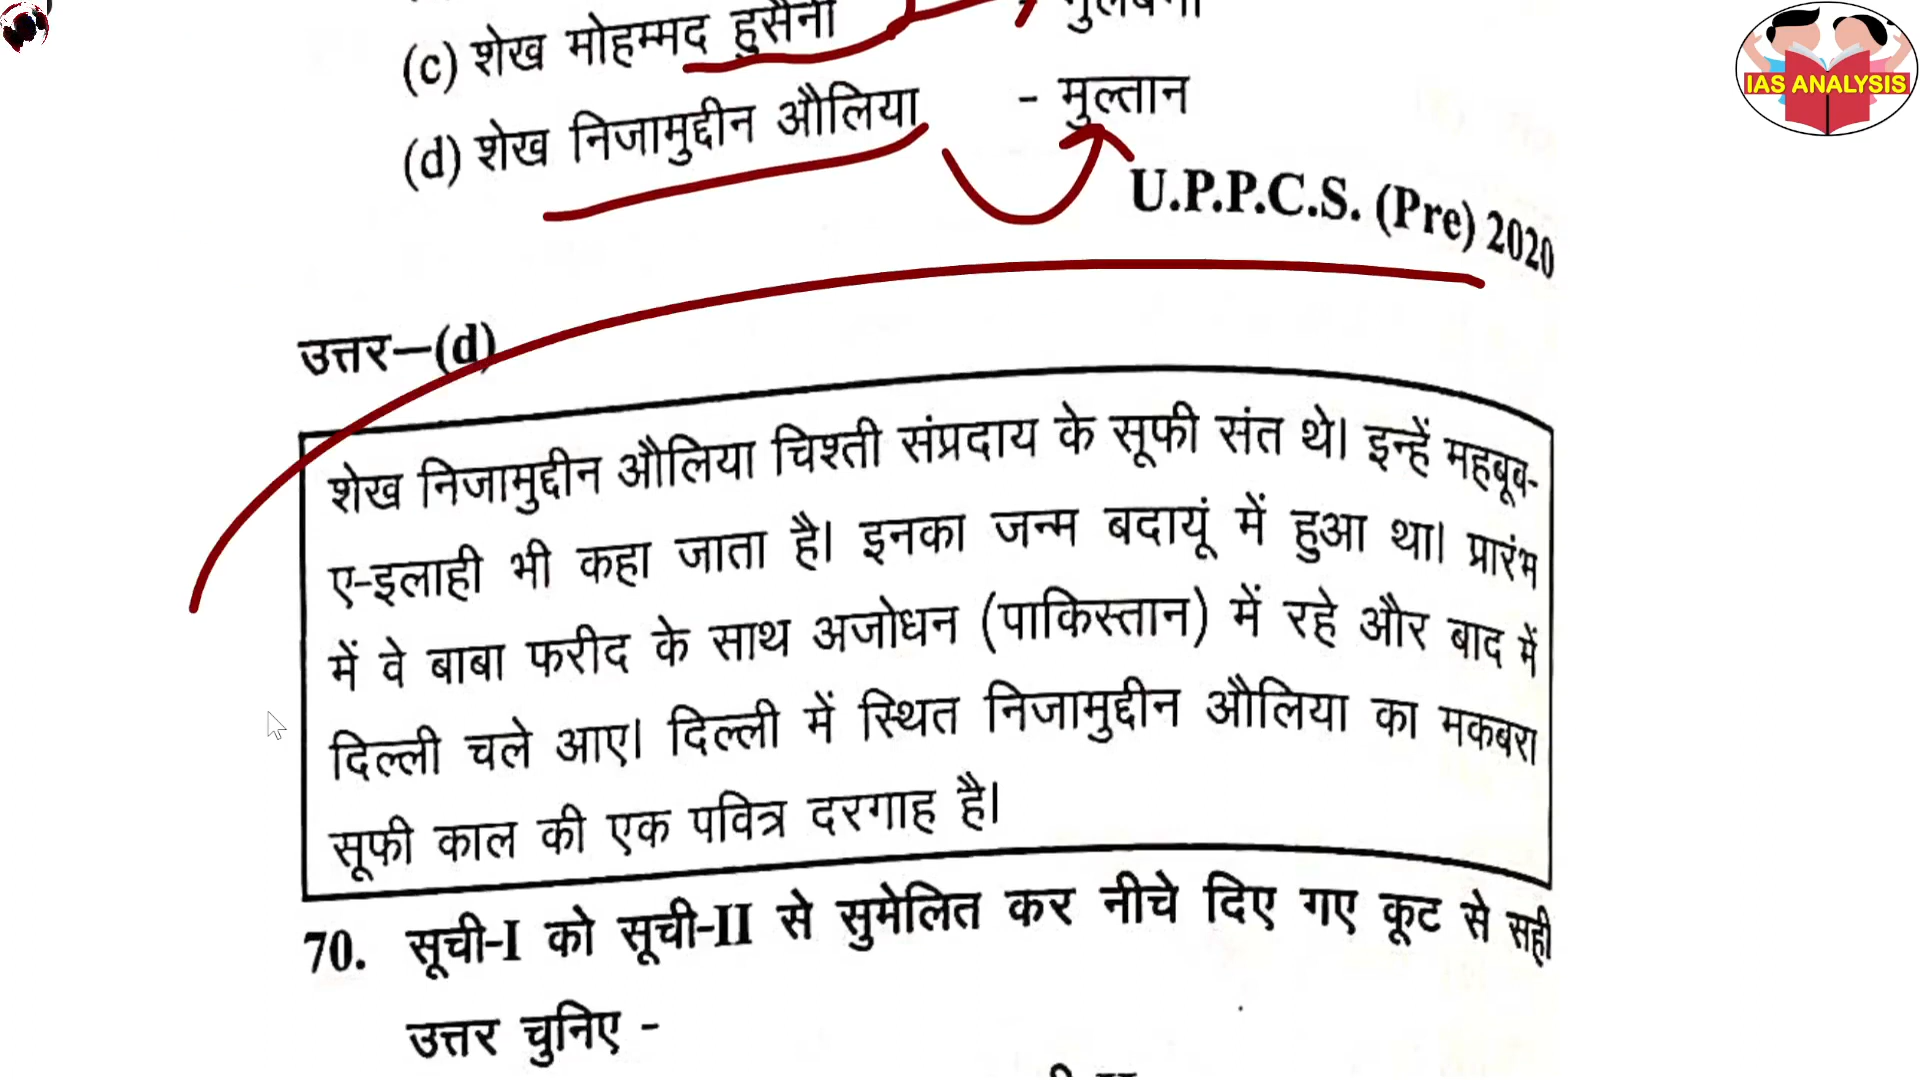 (c) शेख मोहम्मद हुसैनी
(d) शेख निजामुद्दीन औलिया - मुल्तान
IAS ANALYSIS
U.P.P.C.S. (Pre) 2020
उत्तर—(d)
शेख निजामुद्दीन औलिया चिश्ती संप्रदाय के सूफी संत थे। इन्हें महबूब-
ए-इलाही भी कहा जाता है। इनका जन्म बदायूं में हुआ था। प्रारंभ
में वे बाबा फरीद के साथ अजोधन (पाकिस्तान) में रहे और बाद में
दिल्ली चले आए। दिल्ली में स्थित निजामुद्दीन औलिया का मकबरा
सूफी काल की एक पवित्र दरगाह है।
70. सूची-I को सूची-II से सुमेलित कर नीचे दिए गए कूट से सही
उत्तर चुनिए -